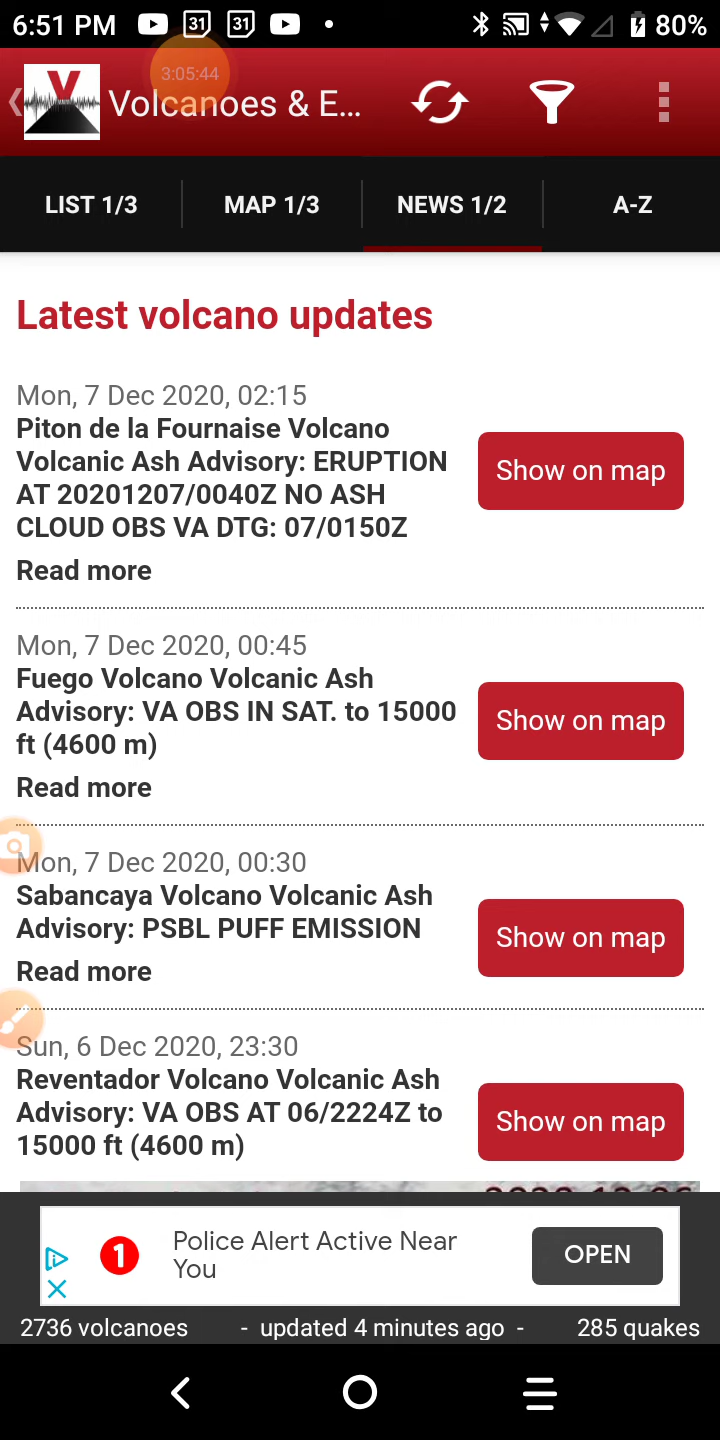 6:51 PM
31
31
80%
3:05:44
V
Volcanoes & E...
LIST 1/3
MAP 1/3
NEWS 1/2
A-Z
Latest volcano updates
Mon, 7 Dec 2020, 02:15
Piton de la Fournaise Volcano
Volcanic Ash Advisory: ERUPTION
AT 20201207/0040Z NO ASH
CLOUD OBS VA DTG: 07/0150Z
Read more
Show on map
Mon, 7 Dec 2020, 00:45
Fuego Volcano Volcanic Ash
Advisory: VA OBS IN SAT. to 15000
ft (4600 m)
Read more
Show on map
Mon, 7 Dec 2020, 00:30
Sabancaya Volcano Volcanic Ash
Advisory: PSBL PUFF EMISSION
Read more
Show on map
Sun, 6 Dec 2020, 23:30
Reventador Volcano Volcanic Ash
Advisory: VA OBS AT 06/2224Z to
15000 ft (4600 m)
Show on map
1
Police Alert Active Near
You
OPEN
2736 volcanoes
- updated 4 minutes ago -
285 quakes